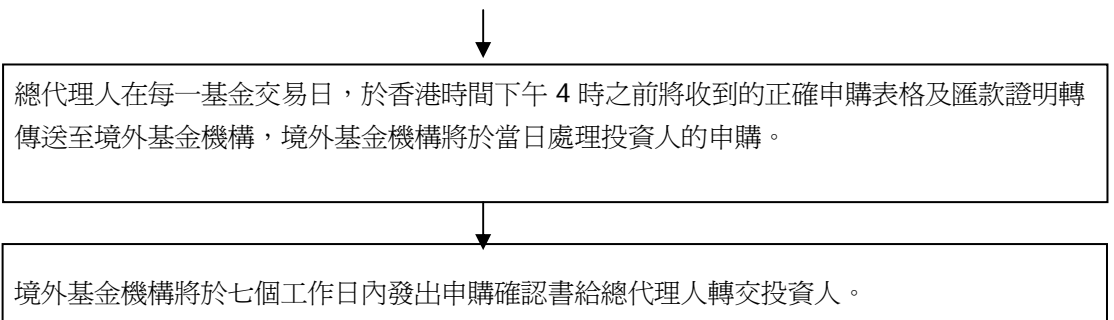 總代理人在每一基金交易日，於香港時間下午 4 時之前將收到的正確申購表格及匯款證明轉
傳送至境外基金機構，境外基金機構將於當日處理投資人的申購。
境外基金機構將於七個工作日內發出申購確認書給總代理人轉交投資人。